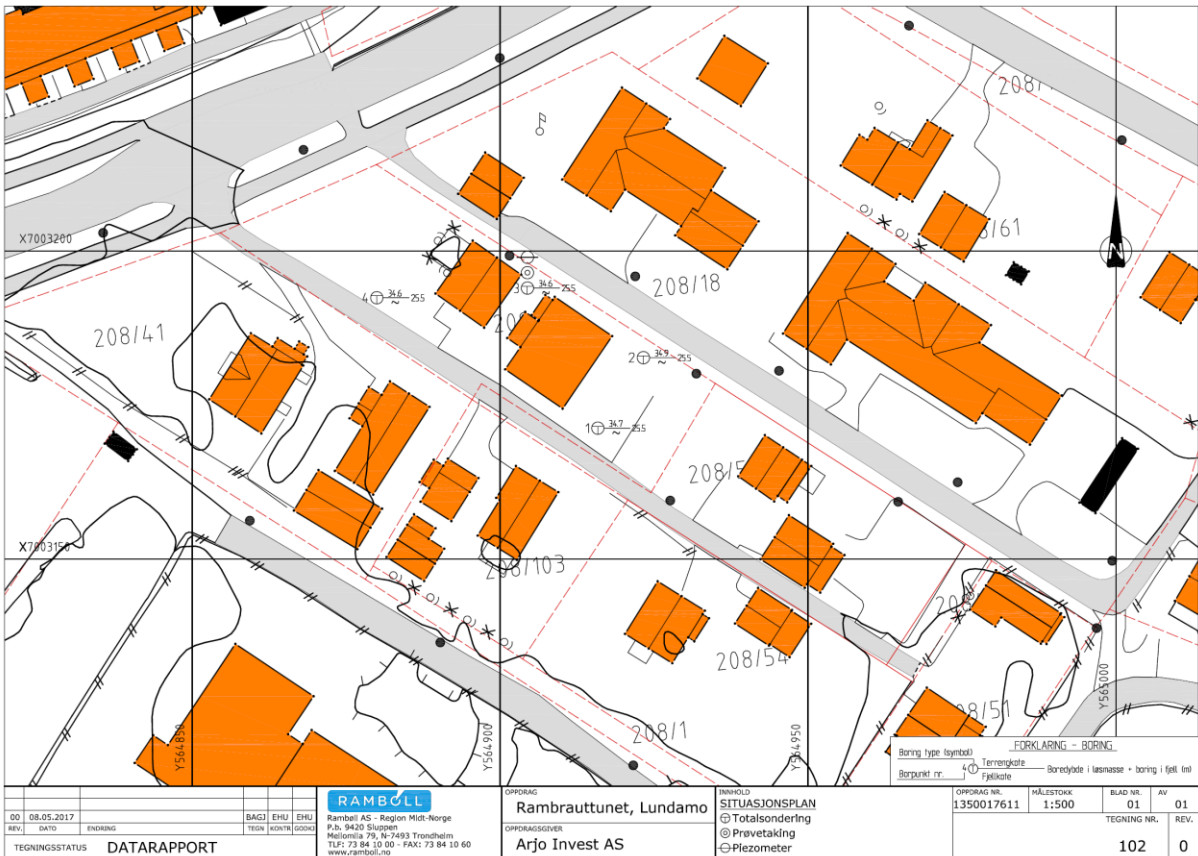 208/
X7003200
208/61
N
208/18
4 34.6 ~ 25.5
3 34.6 ~ 25.5
208/41
2 34.9 ~ 25.5
1 34.7 ~ 25.5
208/5
X7003150
208/103
208/54
208/51
208/1
Y564850
Y564900
Y564950
Y565000
FORKLARING - BORING
Boring type (symbol)
Terrengkote
Boredybde i løsmasse + boring i fjell (m)
Borpunkt nr. 4
Fjellkote
00 08.05.2017 BAGJ EHU EHU
REV. DATO ENDRING TEGN KONTR GODKJ
TEGNINGSSTATUS DATARAPPORT
RAMBOLL
Rambøll AS - Region Midt-Norge
P.b. 9420 Sluppen
Mellomila 79, N-7493 Trondheim
TLF: 73 84 10 00 - FAX: 73 84 10 60
www.ramboll.no
OPPDRAG
Rambrauttunet, Lundamo
OPPDRAGSGIVER
Arjo Invest AS
INNHOLD
SITUASJONSPLAN
Totalsondering
Prøvetaking
Piezometer
OPPDRAG NR. MÅLESTOKK BLAD NR. AV
1350017611 1:500 01 01
TEGNING NR. REV.
102 0